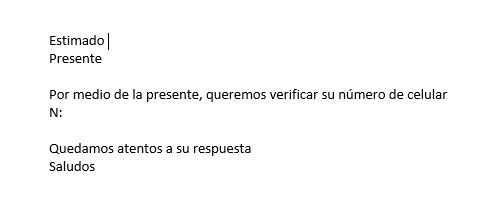 Estimado
Presente
Por medio de la presente, queremos verificar su número de celular
N:
Quedamos atentos a su respuesta
Saludos